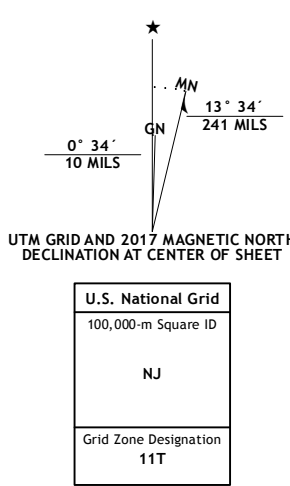 ★
MN
GN
13° 34´
241 MILS
0° 34´
10 MILS
UTM GRID AND 2017 MAGNETIC NORTH
DECLINATION AT CENTER OF SHEET
U.S. National Grid
100,000-m Square ID
NJ
Grid Zone Designation
11T